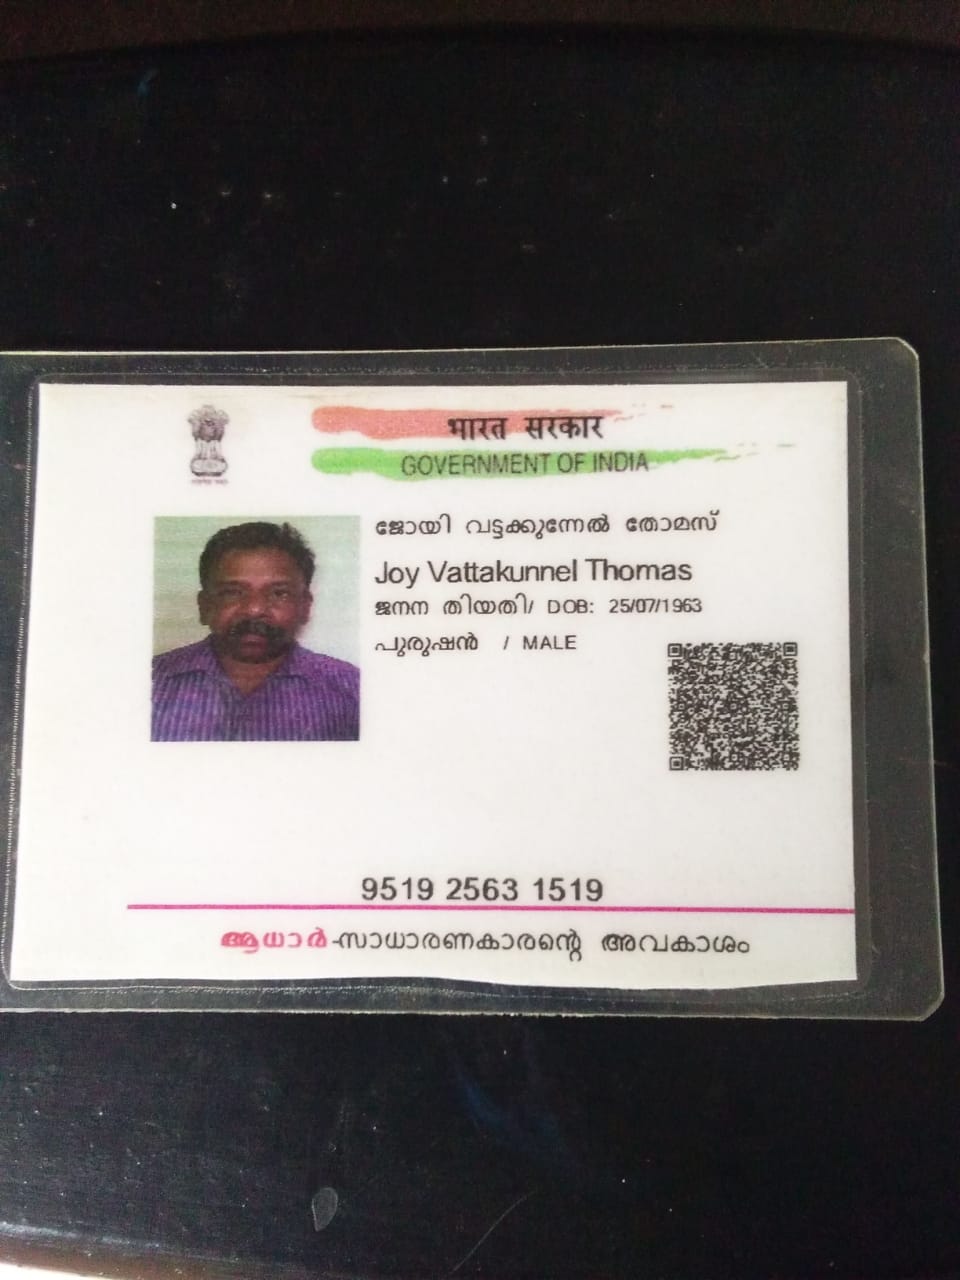 भारत सरकार
GOVERNMENT OF INDIA
ജോയി വട്ടക്കുന്നേൽ തോമസ്
Joy Vattakunnel Thomas
ജനന തിയതി/ DOB: 25/07/1963
പുരുഷൻ / MALE
9519 2563 1519
ആധാർ-സാധാരണകാരന്റെ അവകാശം